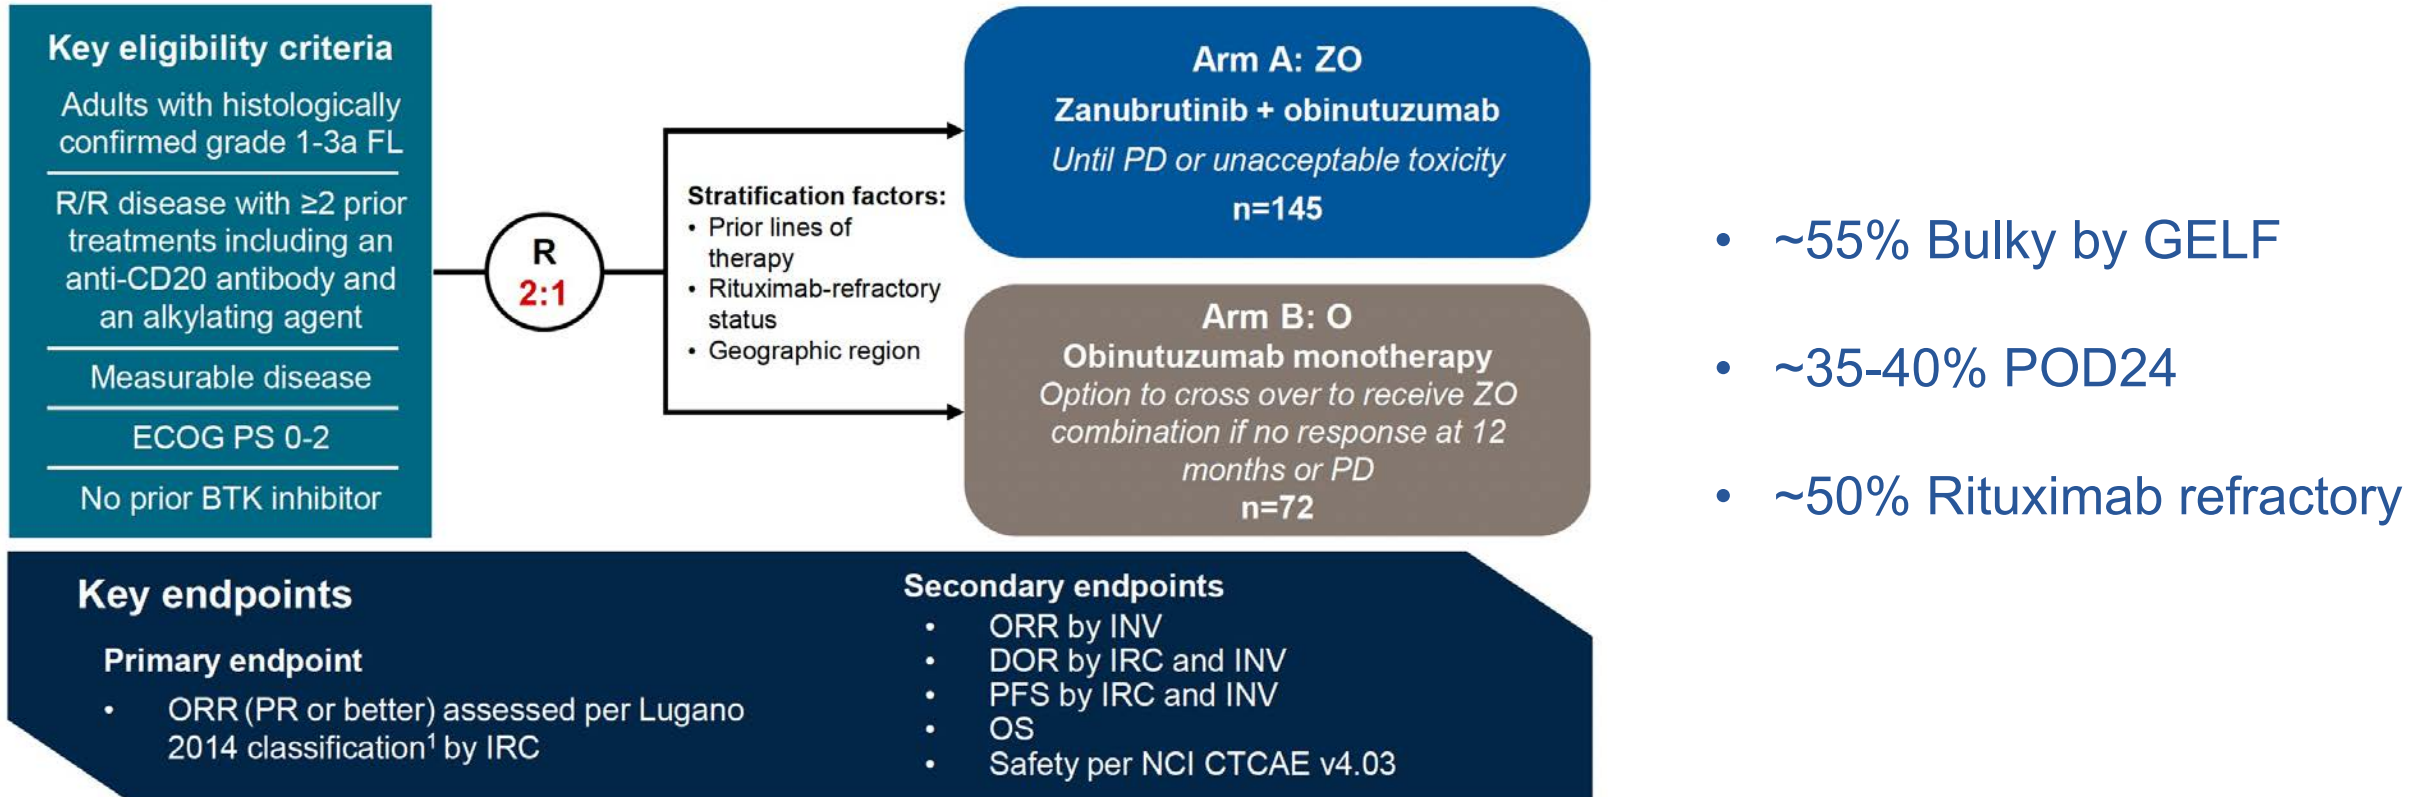 Key eligibility criteria
Adults with histologically
confirmed grade 1-3a FL
R/R disease with ≥2 prior
treatments including an
anti-CD20 antibody and
an alkylating agent
Measurable disease
ECOG PS 0-2
No prior BTK inhibitor
R
2:1
Stratification factors:
• Prior lines of
therapy
• Rituximab-refractory
status
• Geographic region
Arm A: ZO
Zanubrutinib + obinutuzumab
Until PD or unacceptable toxicity
n=145
Arm B: O
Obinutuzumab monotherapy
Option to cross over to receive ZO
combination if no response at 12
months or PD
n=72
• ~55% Bulky by GELF
• ~35-40% POD24
• ~50% Rituximab refractory
Key endpoints
Primary endpoint
• ORR (PR or better) assessed per Lugano
2014 classification¹ by IRC
Secondary endpoints
• ORR by INV
• DOR by IRC and INV
• PFS by IRC and INV
• OS
• Safety per NCI CTCAE v4.03